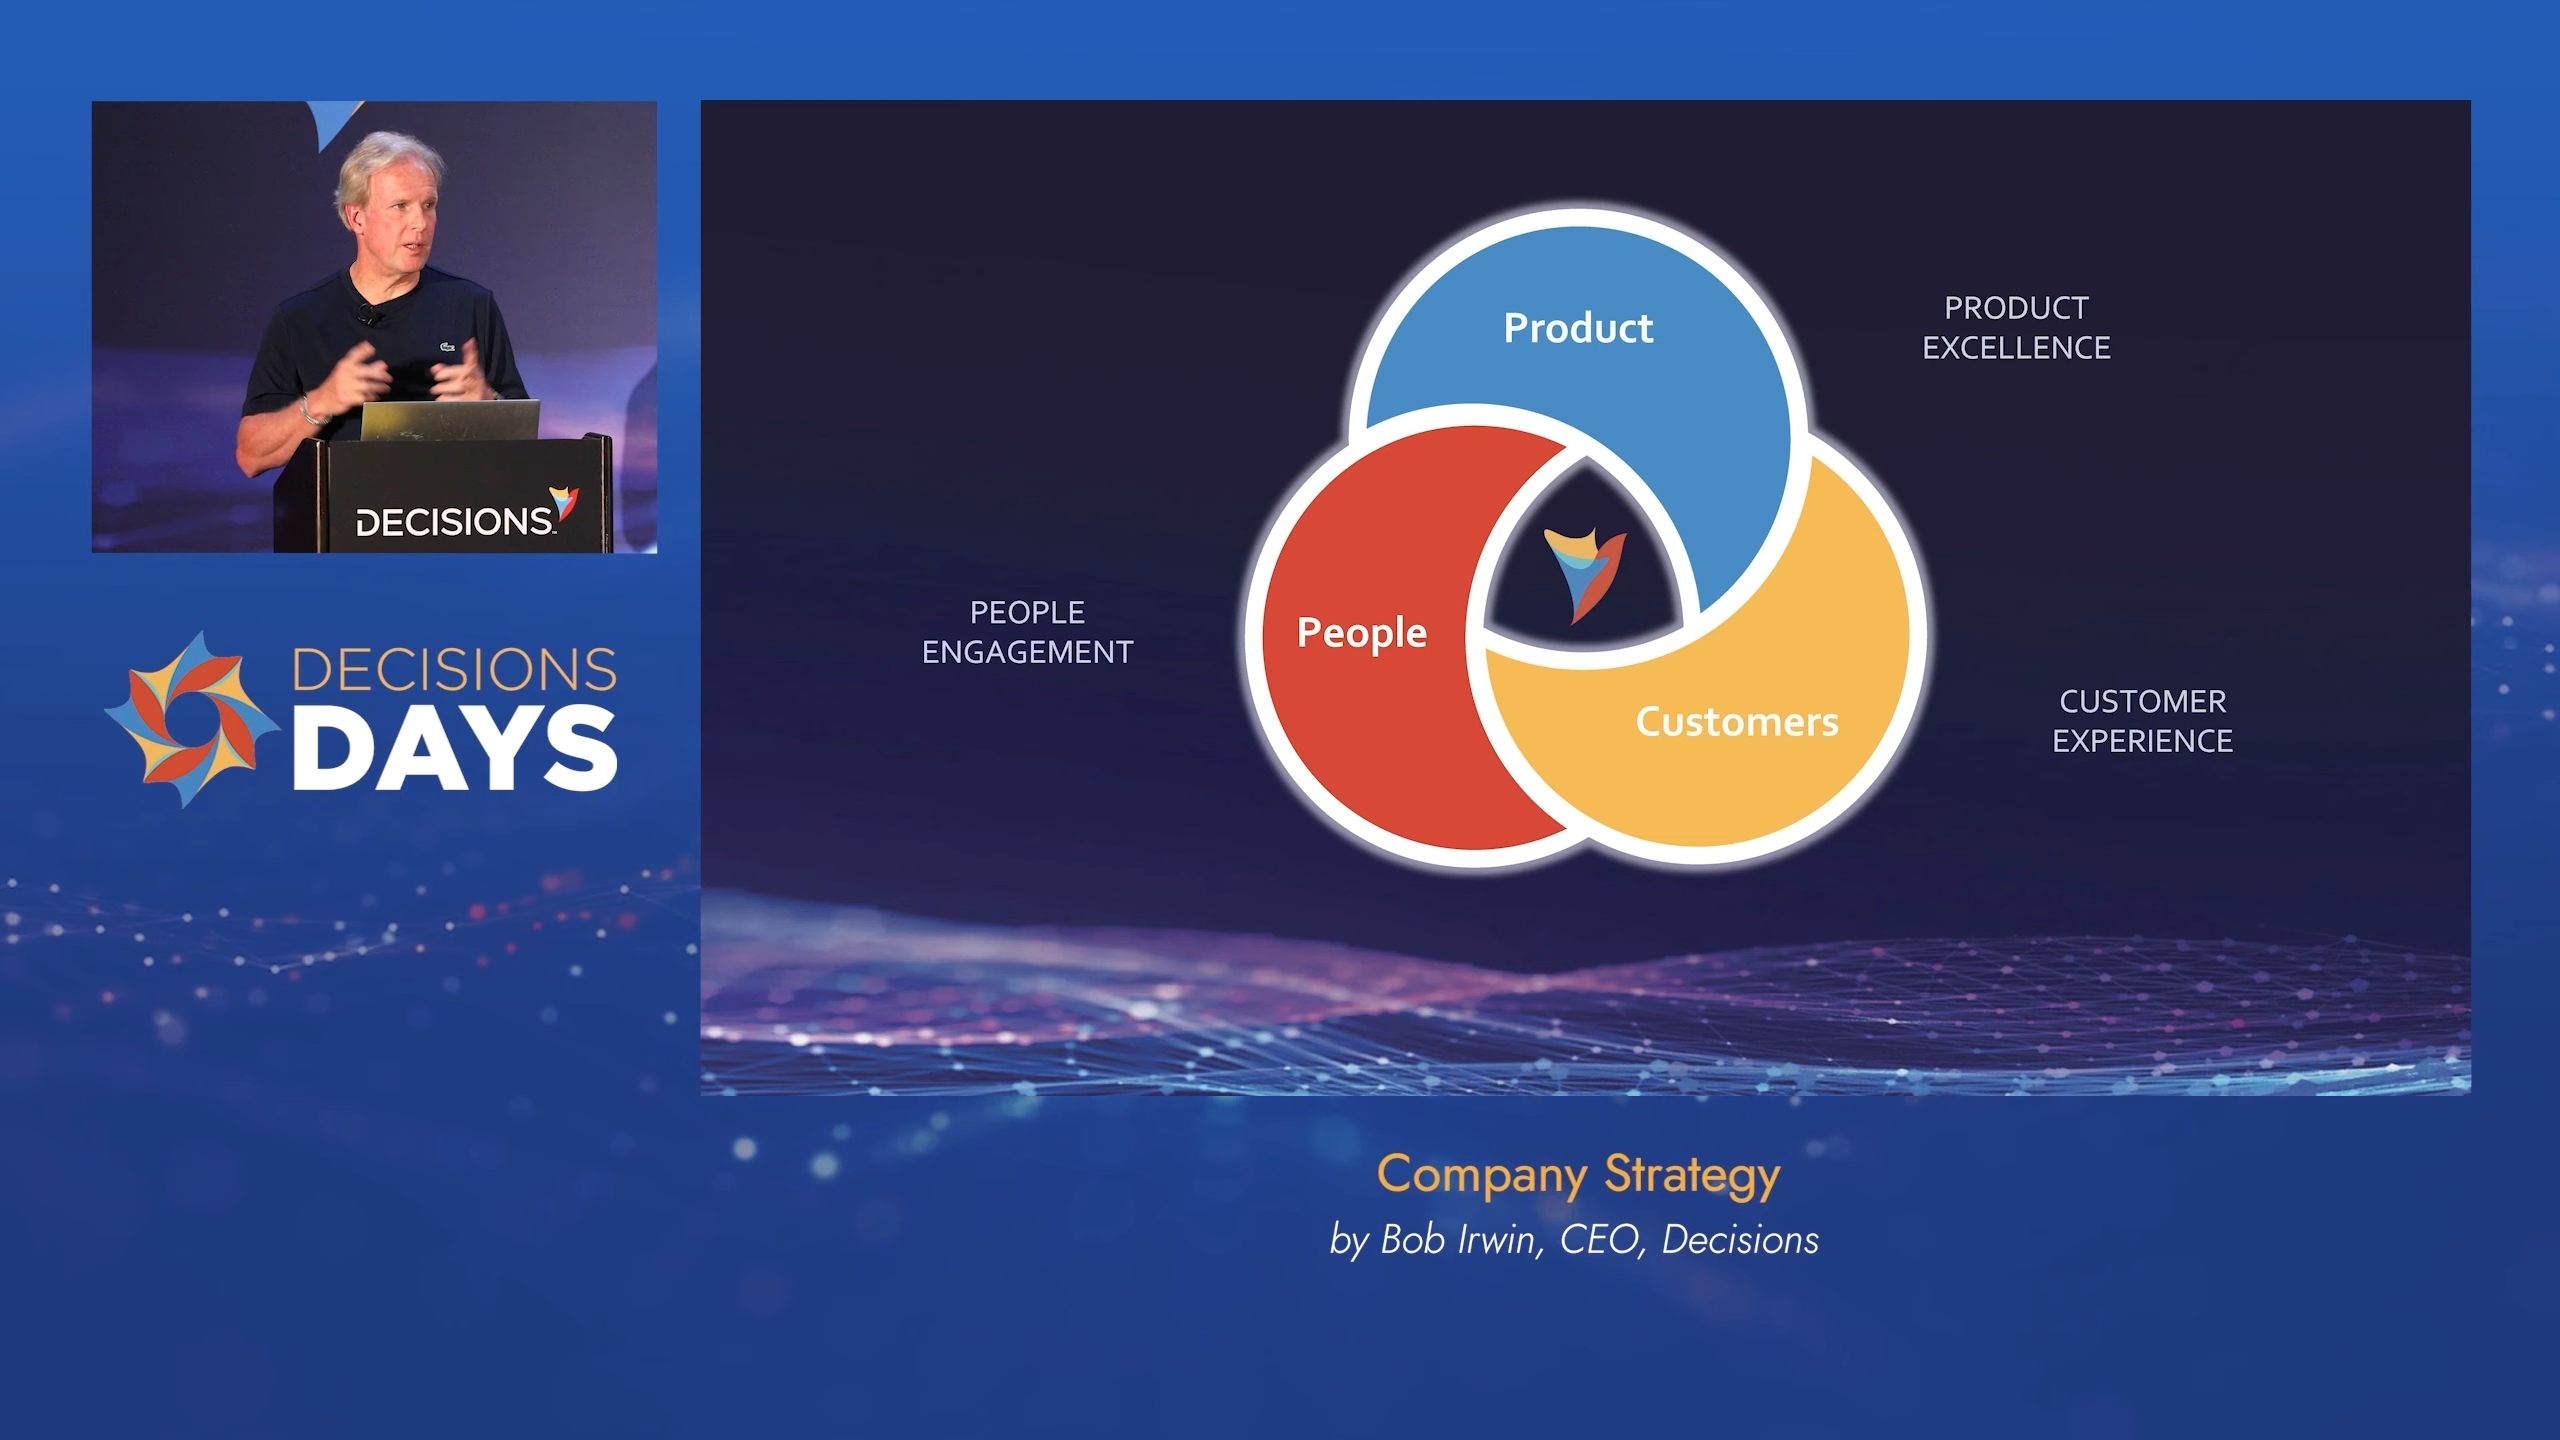 DECISIONS
DECISIONS
DAYS
Product
PRODUCT
EXCELLENCE
People
PEOPLE
ENGAGEMENT
Customers
CUSTOMER
EXPERIENCE
Company Strategy
by Bob Irwin, CEO, Decisions